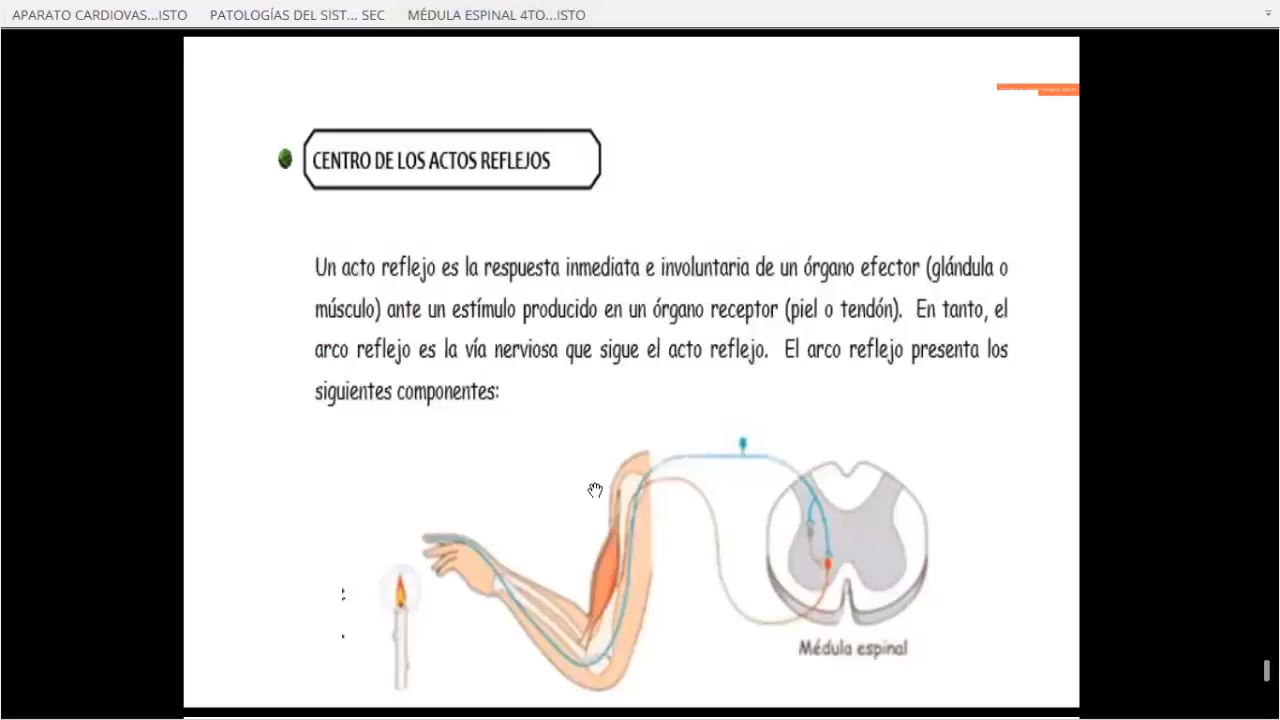 APARATO CARDIOVAS...ISTO PATOLOGÍAS DEL SIST... SEC MÉDULA ESPINAL 4TO...ISTO
CENTRO DE LOS ACTOS REFLEJOS
Un acto reflejo es la respuesta inmediata e involuntaria de un órgano efector (glándula o
músculo) ante un estímulo producido en un órgano receptor (piel o tendón). En tanto, el
arco reflejo es la vía nerviosa que sigue el acto reflejo. El arco reflejo presenta los
siguientes componentes:
Médula espinal